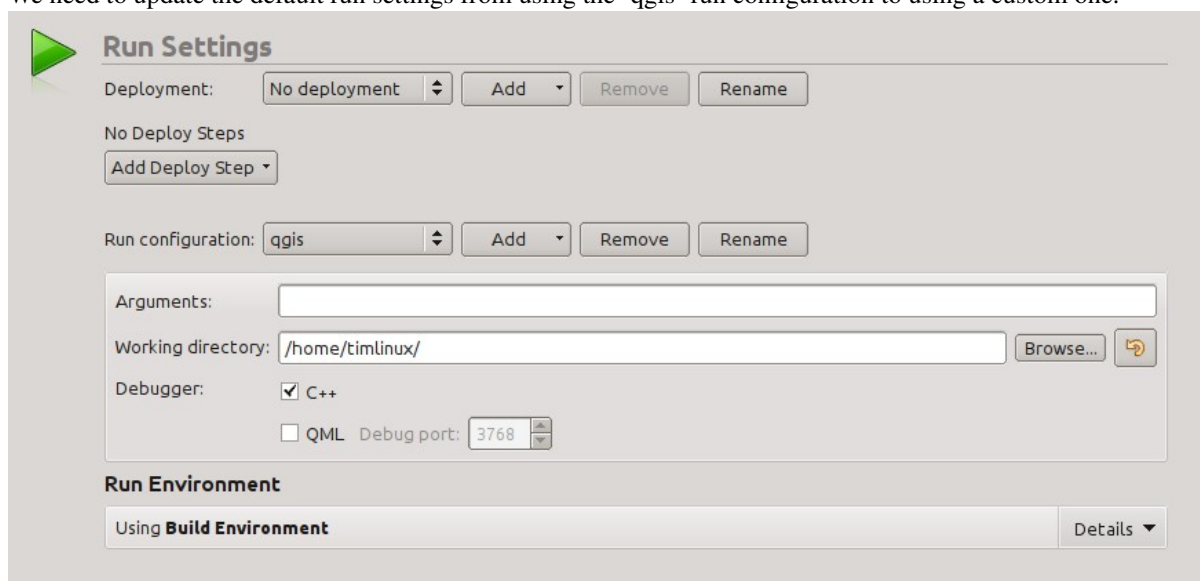 We need to update the default run settings from using the "qgis" run configuration to using a custom one.
Run Settings
Deployment: No deployment Add Remove Rename
No Deploy Steps
Add Deploy Step
Run configuration: qgis Add Remove Rename
Arguments:
Working directory: /home/timlinux/ Browse...
Debugger: C++
QML Debug port: 3768
Run Environment
Using Build Environment Details